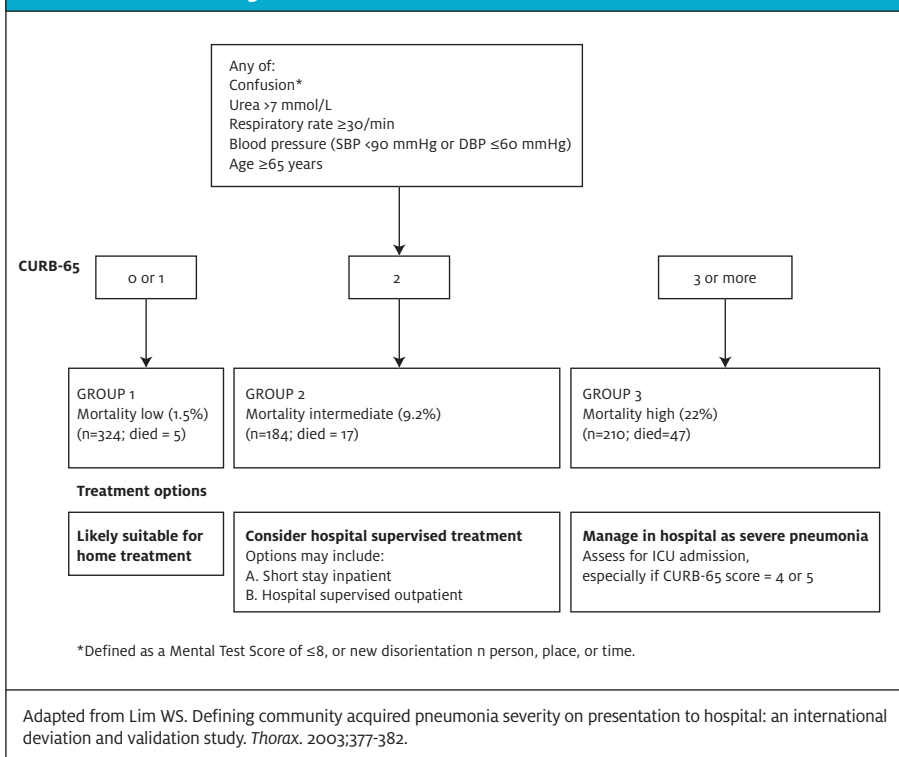 Any of:
Confusion*
Urea >7 mmol/L
Respiratory rate ≥30/min
Blood pressure (SBP <90 mmHg or DBP ≤60 mmHg)
Age ≥65 years
CURB-65
0 or 1
2
3 or more
GROUP 1
Mortality low (1.5%)
(n=324; died = 5)
GROUP 2
Mortality intermediate (9.2%)
(n=184; died = 17)
GROUP 3
Mortality high (22%)
(n=210; died=47)
Treatment options
Likely suitable for
home treatment
Consider hospital supervised treatment
Options may include:
A. Short stay inpatient
B. Hospital supervised outpatient
Manage in hospital as severe pneumonia
Assess for ICU admission,
especially if CURB-65 score = 4 or 5
*Defined as a Mental Test Score of ≤8, or new disorientation n person, place, or time.
Adapted from Lim WS. Defining community acquired pneumonia severity on presentation to hospital: an international
deviation and validation study. Thorax. 2003;377-382.